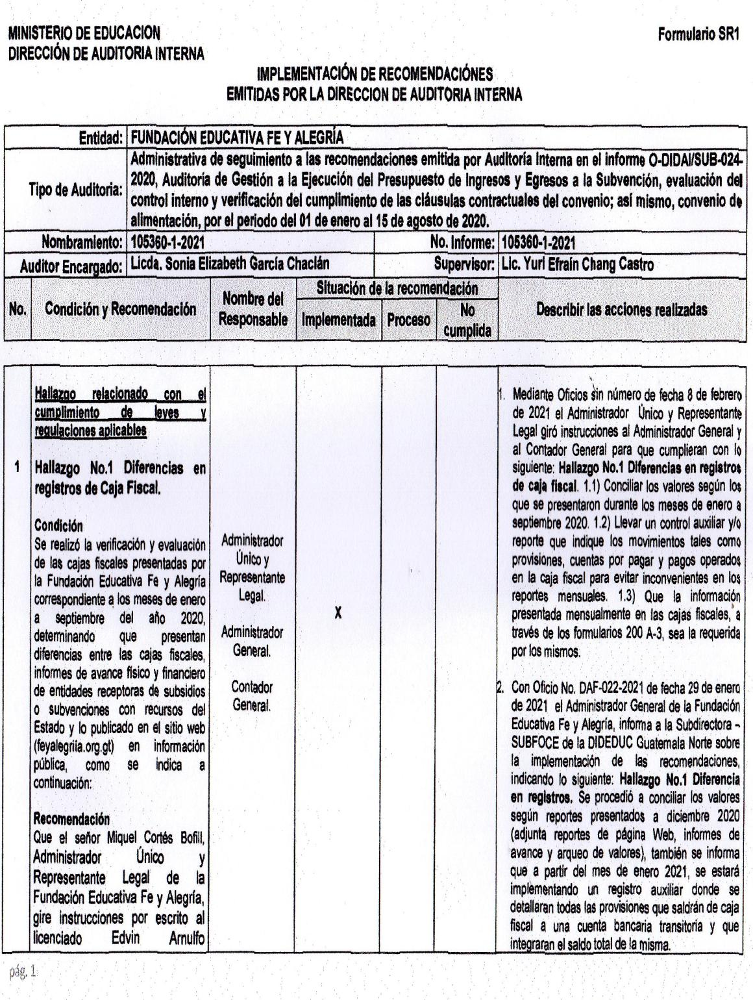 MINISTERIO DE EDUCACION
DIRECCIÓN DE AUDITORIA INTERNA
Formulario SR1
IMPLEMENTACIÓN DE RECOMENDACIÓNES
EMITIDAS POR LA DIRECCION DE AUDITORIA INTERNA
Entidad: FUNDACIÓN EDUCATIVA FE Y ALEGRÍA
Tipo de Auditoria:
Administrativa de seguimiento a las recomendaciones emitida por Auditoría Interna en el informe O-DIDAI/SUB-024-
2020, Auditoría de Gestión a la Ejecución del Presupuesto de Ingresos y Egresos a la Subvención, evaluación del
control interno y verificación del cumplimiento de las cláusulas contractuales del convenio; así mismo, convenio de
alimentación, por el periodo del 01 de enero al 15 de agosto de 2020.
Nombramiento: 105360-1-2021 No. Informe: 105360-1-2021
Auditor Encargado: Licda. Sonia Elizabeth García Chaclán Supervisor: Lic. Yuri Efraín Chang Castro
No.
Condición y Recomendación
Nombre del
Responsable
Situación de la recomendación
Implementada
Proceso
No
cumplida
Describir las acciones realizadas
1
Hallazgo relacionado con el
cumplimiento de leyes y
regulaciones aplicables
Hallazgo No.1 Diferencias en
registros de Caja Fiscal.
Condición
Se realizó la verificación y evaluación
de las cajas fiscales presentadas por
la Fundación Educativa Fe y Alegría
correspondiente a los meses de enero
a septiembre del año 2020,
determinando que presentan
diferencias entre las cajas fiscales,
informes de avance físico y financiero
de entidades receptoras de subsidios
o subvenciones con recursos del
Estado y lo publicado en el sitio web
(feyalegriia.org.gt) en información
pública, como se indica a
continuación:
Recomendación
Que el señor Miquel Cortés Bofill,
Administrador Único y
Representante Legal de la
Fundación Educativa Fe y Alegría,
gire instrucciones por escrito al
licenciado Edvin Arnulfo
Administrador
Único y
Representante
Legal.
Administrador
General.
Contador
General.
X
1. Mediante Oficios sin número de fecha 8 de febrero
de 2021 el Administrador Único y Representante
Legal giró instrucciones al Administrador General y
al Contador General para que cumplieran con lo
siguiente: Hallazgo No.1 Diferencias en registros
de caja fiscal. 1.1) Conciliar los valores según los
que se presentaron durante los meses de enero a
septiembre 2020. 1.2) Llevar un control auxiliar y/o
reporte que indique los movimientos tales como
provisiones, cuentas por pagar y pagos operados
en la caja fiscal para evitar inconvenientes en los
reportes mensuales. 1.3) Que la información
presentada mensualmente en las cajas fiscales, a
través de los formularios 200 A-3, sea la requerida
por los mismos.
2. Con Oficio No. DAF-022-2021 de fecha 29 de enero
de 2021 el Administrador General de la Fundación
Educativa Fe y Alegría, informa a la Subdirectora –
SUBFOCE de la DIDEDUC Guatemala Norte sobre
la implementación de las recomendaciones,
indicando lo siguiente: Hallazgo No.1 Diferencia
en registros. Se procedió a conciliar los valores
según reportes presentados a diciembre 2020
(adjunta reportes de página Web, informes de
avance y arqueo de valores), también se informa
que a partir del mes de enero 2021, se estará
implementando un registro auxiliar donde se
detallaran todas las provisiones que saldrán de caja
fiscal a una cuenta bancaria transitoria y que
integraran el saldo total de la misma.
pág. 1